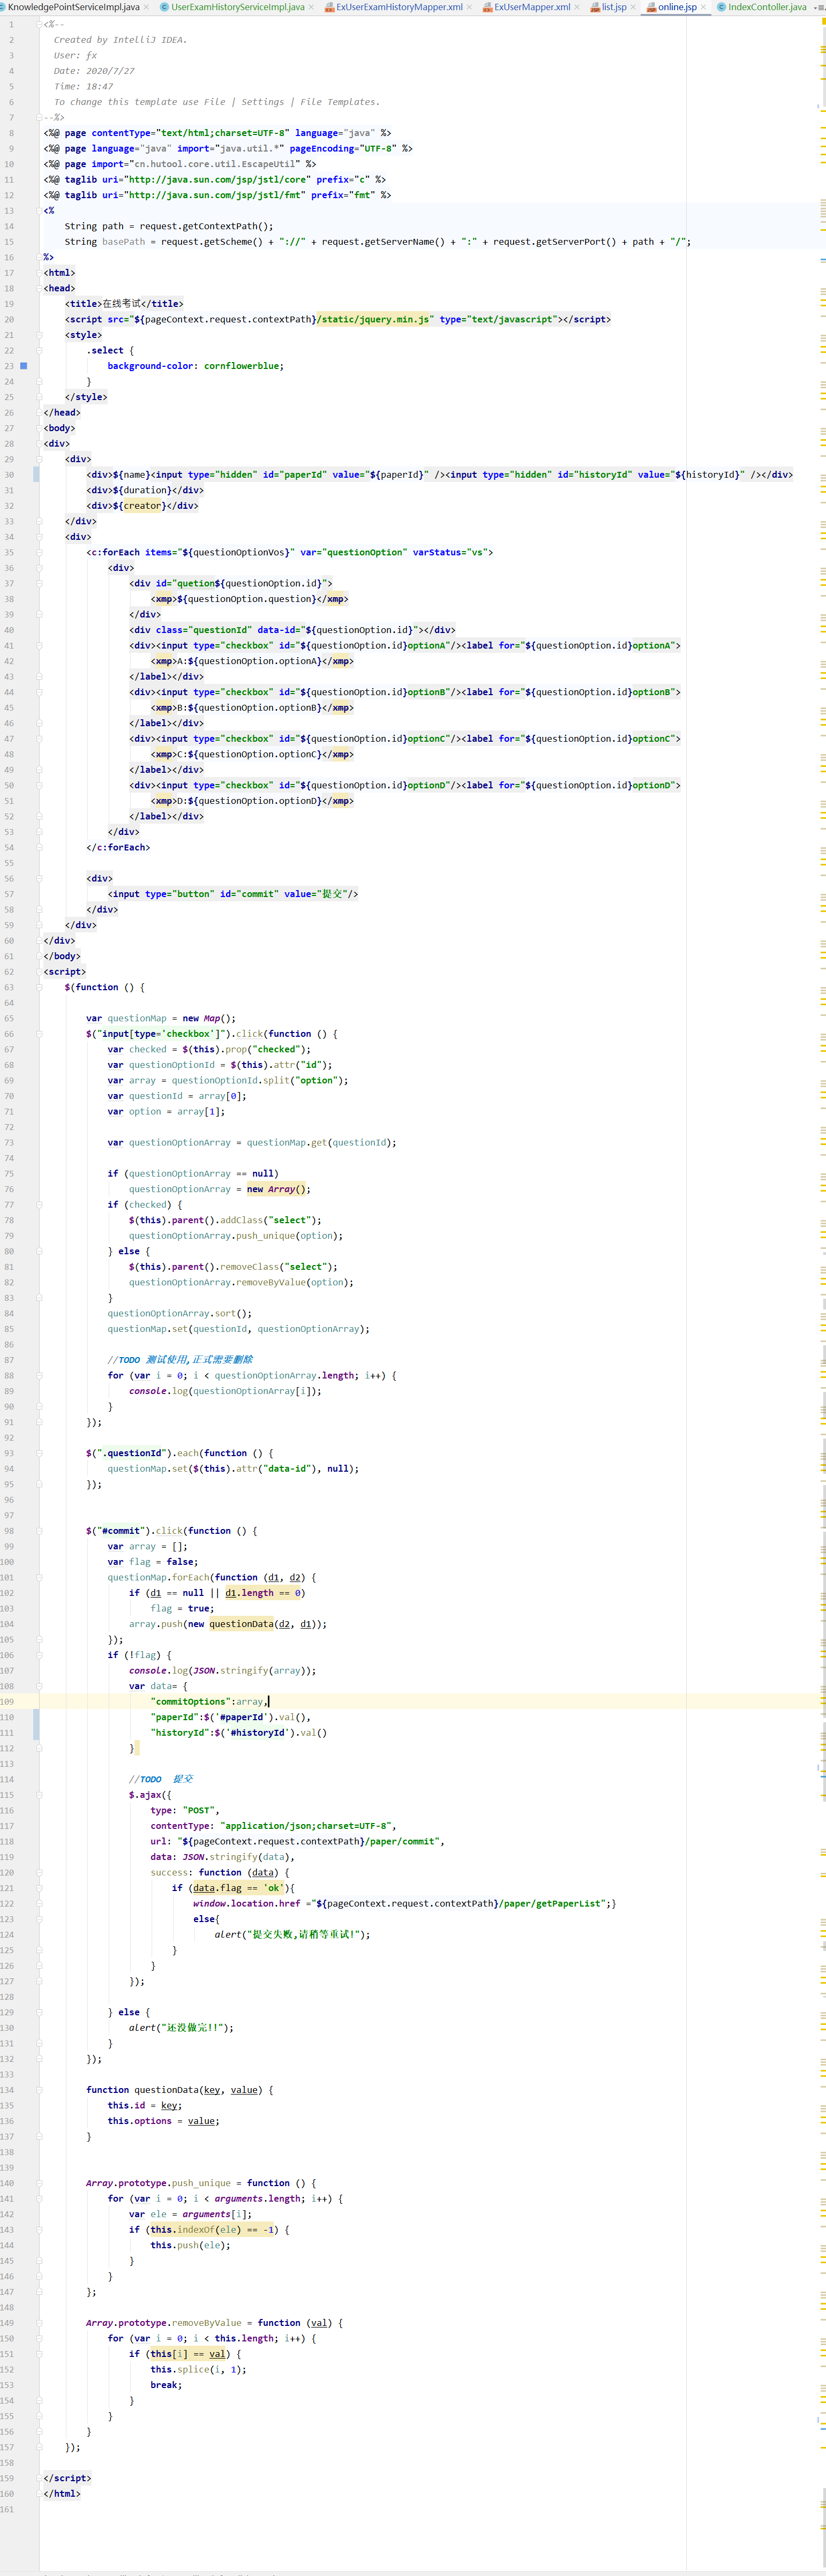 KnowledgePointServiceImpl.java × UserExamHistoryServiceImpl.java × ExUserExamHistoryMapper.xml × ExUserMapper.xml × list.jsp × online.jsp × IndexContoller.java ×
1 <%--
2 Created by IntelliJ IDEA.
3 User: fx
4 Date: 2020/7/27
5 Time: 18:47
6 To change this template use File | Settings | File Templates.
7 --%>
8 <%@ page contentType="text/html;charset=UTF-8" language="java" %>
9 <%@ page language="java" import="java.util.*" pageEncoding="UTF-8" %>
10 <%@ page import="cn.hutool.core.util.EscapeUtil" %>
11 <%@ taglib uri="http://java.sun.com/jsp/jstl/core" prefix="c" %>
12 <%@ taglib uri="http://java.sun.com/jsp/jstl/fmt" prefix="fmt" %>
13 <%
14 String path = request.getContextPath();
15 String basePath = request.getScheme() + "://" + request.getServerName() + ":" + request.getServerPort() + path + "/";
16 %>
17 <html>
18 <head>
19 <title>在线考试</title>
20 <script src="${pageContext.request.contextPath}/static/jquery.min.js" type="text/javascript"></script>
21 <style>
22 .select {
23 background-color: cornflowerblue;
24 }
25 </style>
26 </head>
27 <body>
28 <div>
29 <div>
30 <div>${name}<input type="hidden" id="paperId" value="${paperId}" /><input type="hidden" id="historyId" value="${historyId}" /></div>
31 <div>${duration}</div>
32 <div>${creator}</div>
33 </div>
34 <div>
35 <c:forEach items="${questionOptionVos}" var="questionOption" varStatus="vs">
36 <div>
37 <div id="quetion${questionOption.id}">
38 <xmp>${questionOption.question}</xmp>
39 </div>
40 <div class="questionId" data-id="${questionOption.id}"></div>
41 <div><input type="checkbox" id="${questionOption.id}optionA"/><label for="${questionOption.id}optionA">
42 <xmp>A:${questionOption.optionA}</xmp>
43 </label></div>
44 <div><input type="checkbox" id="${questionOption.id}optionB"/><label for="${questionOption.id}optionB">
45 <xmp>B:${questionOption.optionB}</xmp>
46 </label></div>
47 <div><input type="checkbox" id="${questionOption.id}optionC"/><label for="${questionOption.id}optionC">
48 <xmp>C:${questionOption.optionC}</xmp>
49 </label></div>
50 <div><input type="checkbox" id="${questionOption.id}optionD"/><label for="${questionOption.id}optionD">
51 <xmp>D:${questionOption.optionD}</xmp>
52 </label></div>
53 </div>
54 </c:forEach>
55
56 <div>
57 <input type="button" id="commit" value="提交"/>
58 </div>
59 </div>
60 </div>
61 </body>
62 <script>
63 $(function () {
64
65 var questionMap = new Map();
66 $("input[type='checkbox']").click(function () {
67 var checked = $(this).prop("checked");
68 var questionOptionId = $(this).attr("id");
69 var array = questionOptionId.split("option");
70 var questionId = array[0];
71 var option = array[1];
72
73 var questionOptionArray = questionMap.get(questionId);
74
75 if (questionOptionArray == null)
76 questionOptionArray = new Array();
77 if (checked) {
78 $(this).parent().addClass("select");
79 questionOptionArray.push_unique(option);
80 } else {
81 $(this).parent().removeClass("select");
82 questionOptionArray.removeByValue(option);
83 }
84 questionOptionArray.sort();
85 questionMap.set(questionId, questionOptionArray);
86
87 //TODO 测试使用,正式需要删除
88 for (var i = 0; i < questionOptionArray.length; i++) {
89 console.log(questionOptionArray[i]);
90 }
91 });
92
93 $(".questionId").each(function () {
94 questionMap.set($(this).attr("data-id"), null);
95 });
96
97
98 $("#commit").click(function () {
99 var array = [];
100 var flag = false;
101 questionMap.forEach(function (d1, d2) {
102 if (d1 == null || d1.length == 0)
103 flag = true;
104 array.push(new questionData(d2, d1));
105 });
106 if (!flag) {
107 console.log(JSON.stringify(array));
108 var data= {
109 "commitOptions":array,
110 "paperId":$('#paperId').val(),
111 "historyId":$('#historyId').val()
112 }
113
114 //TODO 提交
115 $.ajax({
116 type: "POST",
117 contentType: "application/json;charset=UTF-8",
118 url: "${pageContext.request.contextPath}/paper/commit",
119 data: JSON.stringify(data),
120 success: function (data) {
121 if (data.flag == 'ok'){
122 window.location.href ="${pageContext.request.contextPath}/paper/getPaperList";}
123 else{
124 alert("提交失败,请稍等重试!");
125 }
126 }
127 });
128
129 } else {
130 alert("还没做完!!");
131 }
132 });
133
134 function questionData(key, value) {
135 this.id = key;
136 this.options = value;
137 }
138
139
140 Array.prototype.push_unique = function () {
141 for (var i = 0; i < arguments.length; i++) {
142 var ele = arguments[i];
143 if (this.indexOf(ele) == -1) {
144 this.push(ele);
145 }
146 }
147 };
148
149 Array.prototype.removeByValue = function (val) {
150 for (var i = 0; i < this.length; i++) {
151 if (this[i] == val) {
152 this.splice(i, 1);
153 break;
154 }
155 }
156 }
157 });
158
159 </script>
160 </html>
161